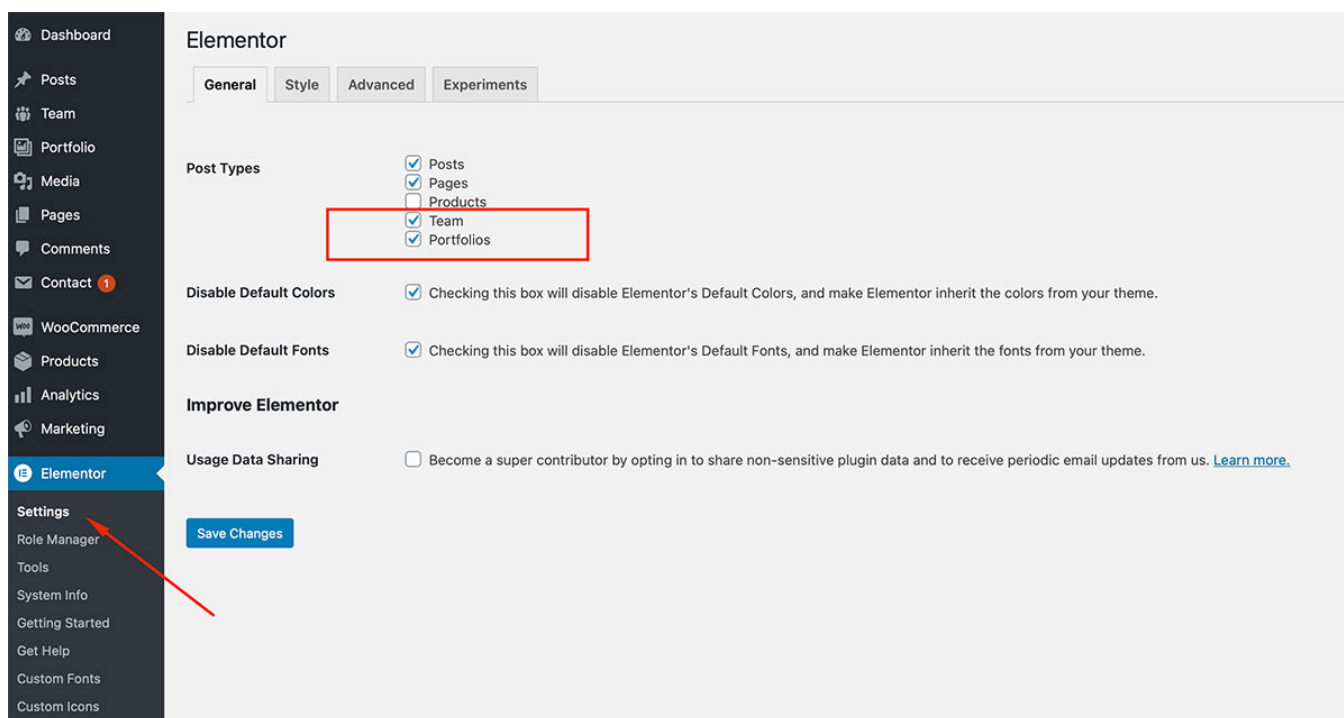 Dashboard
Posts
Team
Portfolio
Media
Pages
Comments
Contact 1
WooCommerce
Products
Analytics
Marketing
Elementor
Settings
Role Manager
Tools
System Info
Getting Started
Get Help
Custom Fonts
Custom Icons
Elementor
General Style Advanced Experiments
Post Types
Posts
Pages
Products
Team
Portfolios
Disable Default Colors Checking this box will disable Elementor's Default Colors, and make Elementor inherit the colors from your theme.
Disable Default Fonts Checking this box will disable Elementor's Default Fonts, and make Elementor inherit the fonts from your theme.
Improve Elementor
Usage Data Sharing Become a super contributor by opting in to share non-sensitive plugin data and to receive periodic email updates from us. Learn more.
Save Changes